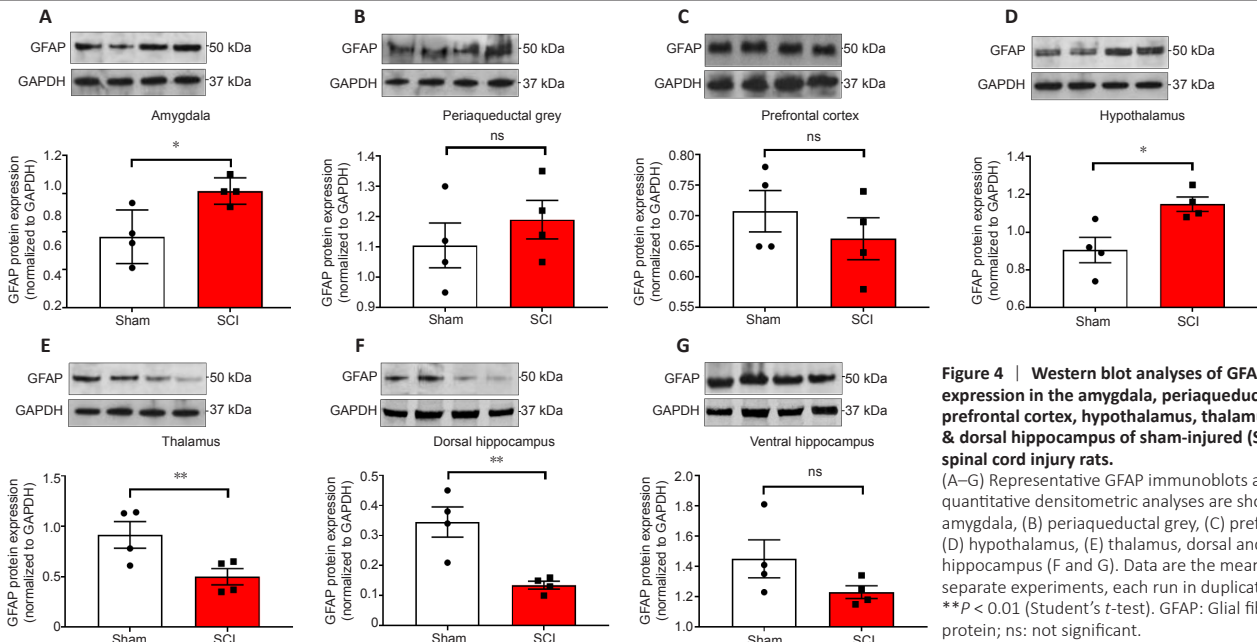 A
GFAP
50 kDa
GAPDH
37 kDa
Amygdala
*
GFAP protein expression
(normalized to GAPDH)
1.2
1.0
0.8
0.6
0.4
0.2
Sham SCI
B
GFAP
50 kDa
GAPDH
37 kDa
Periaqueductal grey
ns
GFAP protein expression
(normalized to GAPDH)
1.4
1.3
1.2
1.1
1.0
0.9
Sham SCI
C
GFAP
50 kDa
GAPDH
37 kDa
Prefrontal cortex
ns
GFAP protein expression
(normalized to GAPDH)
0.80
0.75
0.70
0.65
0.60
0.55
Sham SCI
D
GFAP
50 kDa
GAPDH
37 kDa
Hypothalamus
*
GFAP protein expression
(normalized to GAPDH)
1.4
1.2
1.0
0.8
0.6
Sham SCI
E
GFAP
50 kDa
GAPDH
37 kDa
Thalamus
**
GFAP protein expression
(normalized to GAPDH)
1.5
1.0
0.5
0
Sham SCI
F
GFAP
50 kDa
GAPDH
37 kDa
Dorsal hippocampus
**
GFAP protein expression
(normalized to GAPDH)
0.5
0.4
0.3
0.2
0.1
0
Sham SCI
G
GFAP
50 kDa
GAPDH
37 kDa
Ventral hippocampus
ns
GFAP protein expression
(normalized to GAPDH)
2.0
1.8
1.6
1.4
1.2
1.0
Sham SCI
Figure 4 | Western blot analyses of GFA
expression in the amygdala, periaqueduc
prefrontal cortex, hypothalamus, thalam
& dorsal hippocampus of sham-injured (S
spinal cord injury rats.
(A–G) Representative GFAP immunoblots a
quantitative densitometric analyses are sho
amygdala, (B) periaqueductal grey, (C) pref
(D) hypothalamus, (E) thalamus, dorsal and
hippocampus (F and G). Data are the mean
separate experiments, each run in duplicat
**P < 0.01 (Student's t-test). GFAP: Glial fil
protein; ns: not significant.